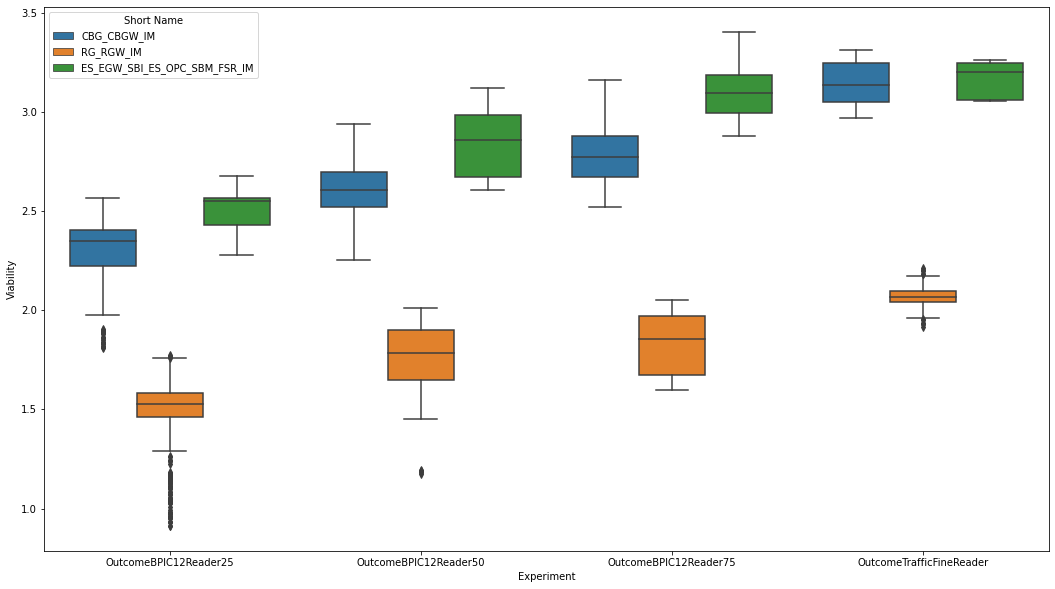 Short Name
CBG_CBGW_IM
RG_RGW_IM
ES_EGW_SBI_ES_OPC_SBM_FSR_IM
3.5
3.0
2.5
2.0
1.5
1.0
Viability
OutcomeBPIC12Reader25 OutcomeBPIC12Reader50 OutcomeBPIC12Reader75 OutcomeTrafficFineReader
Experiment